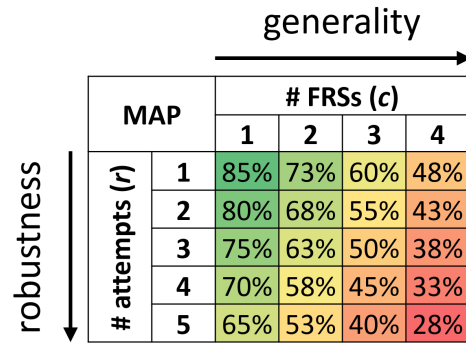 generality
MAP
# FRSs (c)
1 2 3 4
robustness
# attempts (r)
1 85% 73% 60% 48%
2 80% 68% 55% 43%
3 75% 63% 50% 38%
4 70% 58% 45% 33%
5 65% 53% 40% 28%